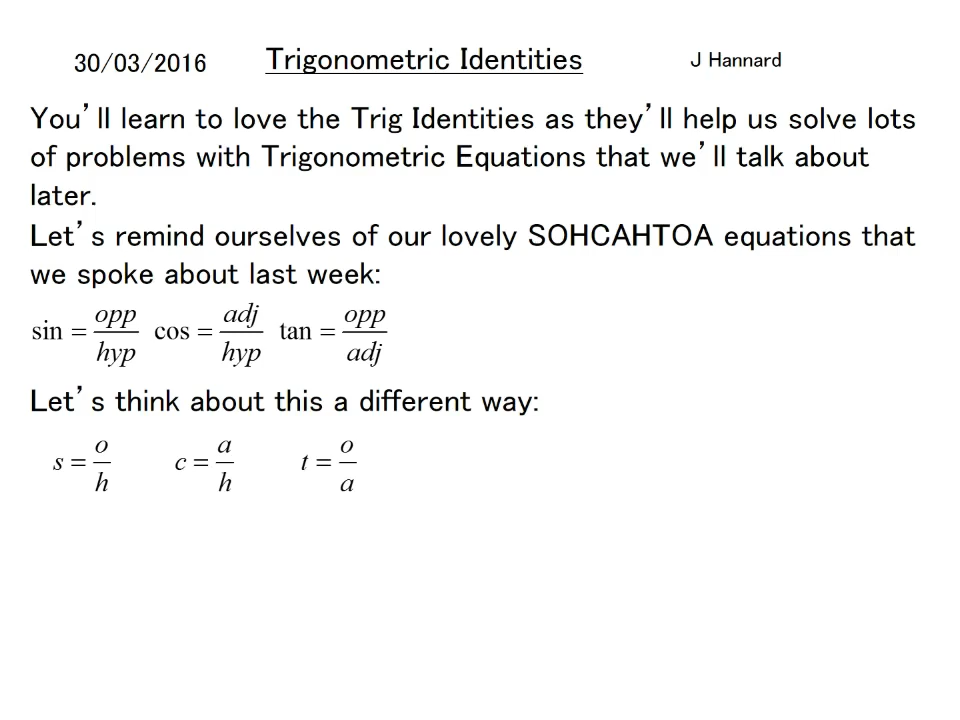 30/03/2016 Trigonometric Identities J Hannard
You’ll learn to love the Trig Identities as they’ll help us solve lots
of problems with Trigonometric Equations that we’ll talk about
later.
Let’s remind ourselves of our lovely SOHCAHTOA equations that
we spoke about last week:
sin = opp/hyp cos = adj/hyp tan = opp/adj
Let’s think about this a different way:
s = o/h c = a/h t = o/a